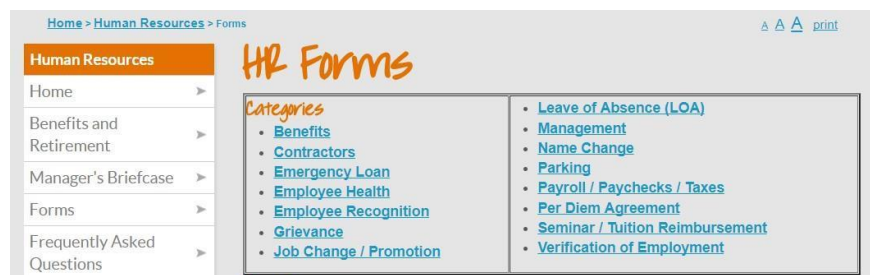 Home > Human Resources > Forms
A A A print
Human Resources
Home
Benefits and
Retirement
Manager's Briefcase
Forms
Frequently Asked
Questions
HR Forms
Categories
Benefits
Contractors
Emergency Loan
Employee Health
Employee Recognition
Grievance
Job Change / Promotion
Leave of Absence (LOA)
Management
Name Change
Parking
Payroll / Paychecks / Taxes
Per Diem Agreement
Seminar / Tuition Reimbursement
Verification of Employment